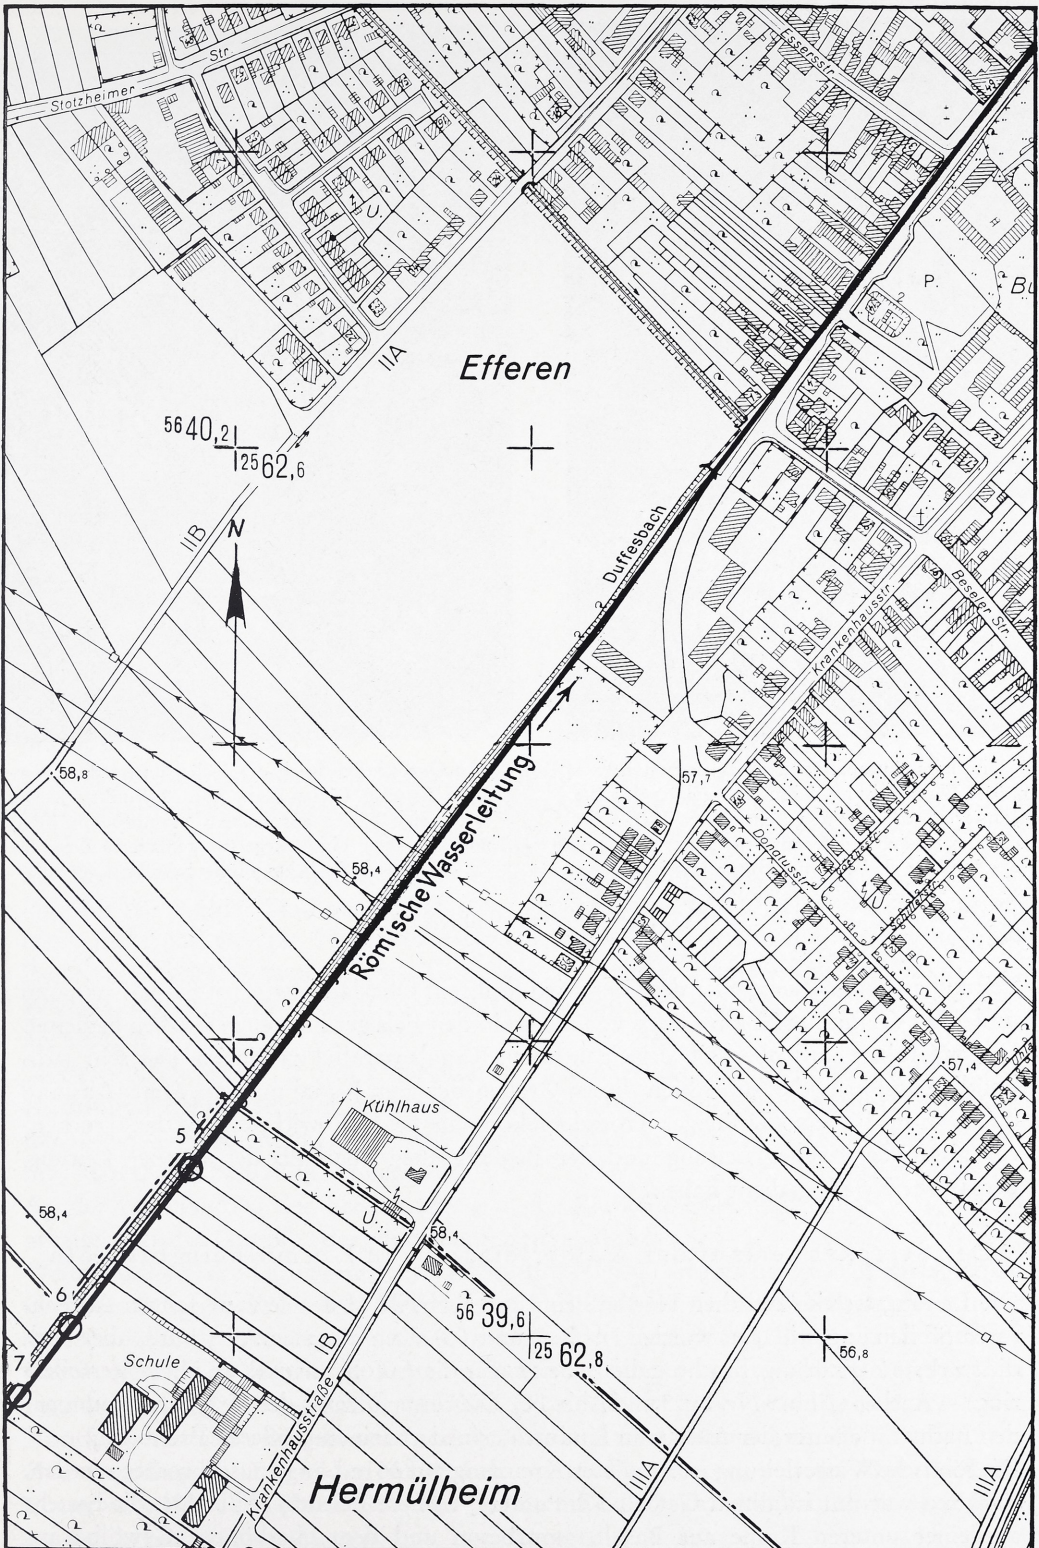 Stotzheimer Str
Essersstr.
U.
P.
2
Bu
IIA
Efferen
5640,2
2562,6
IIB
N
Duffesbach
Beseler Str.
Krankenhausstr.
58,8
57,7
58,4
Römische Wasserleitung
Donatusstr.
57,4
Kühlhaus
5
58,4
U.
58,4
6
56 39,6
25 62,8
56,8
7
Schule
IB
Krankenhausstraße
Hermülheim
IIIA
IIIA